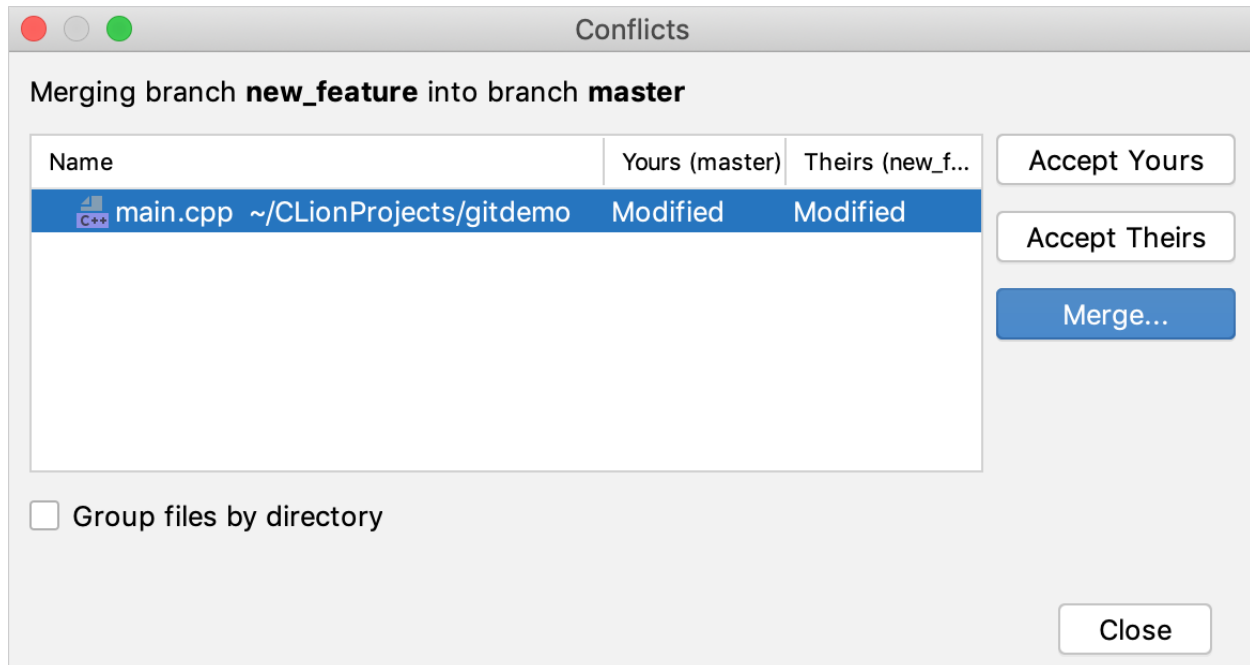 Conflicts
Merging branch new_feature into branch master
Name Yours (master) Theirs (new_f...
C++ main.cpp ~/CLionProjects/gitdemo Modified Modified
Accept Yours
Accept Theirs
Merge...
Group files by directory
Close